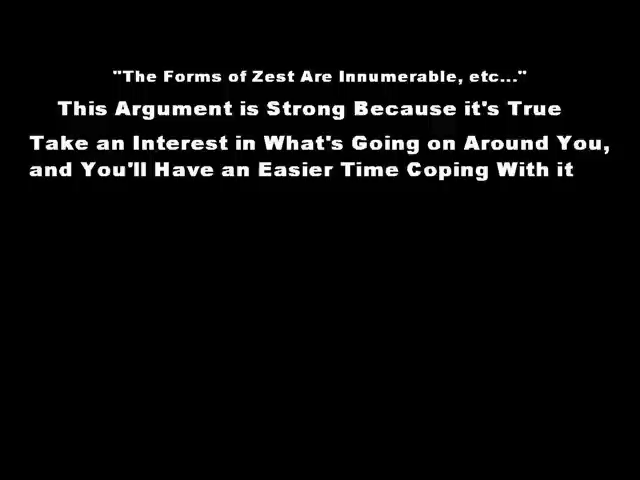 "The Forms of Zest Are Innumerable, etc..."
This Argument is Strong Because it's True
Take an Interest in What's Going on Around You,
and You'll Have an Easier Time Coping With it